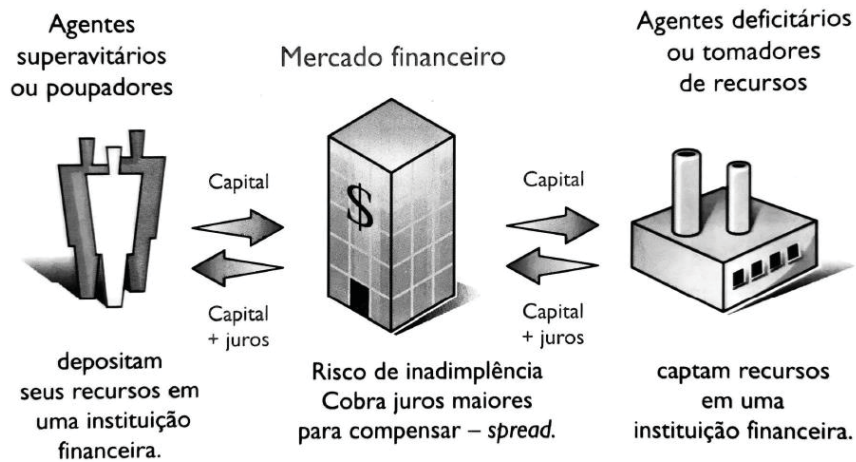 Agentes
superavitários
ou poupadores
Mercado financeiro
Agentes deficitários
ou tomadores
de recursos
Capital
$
Capital
Capital
+ juros
Capital
+ juros
depositam
seus recursos em
uma instituição
financeira.
Risco de inadimplência
Cobra juros maiores
para compensar – spread.
captam recursos
em uma
instituição financeira.